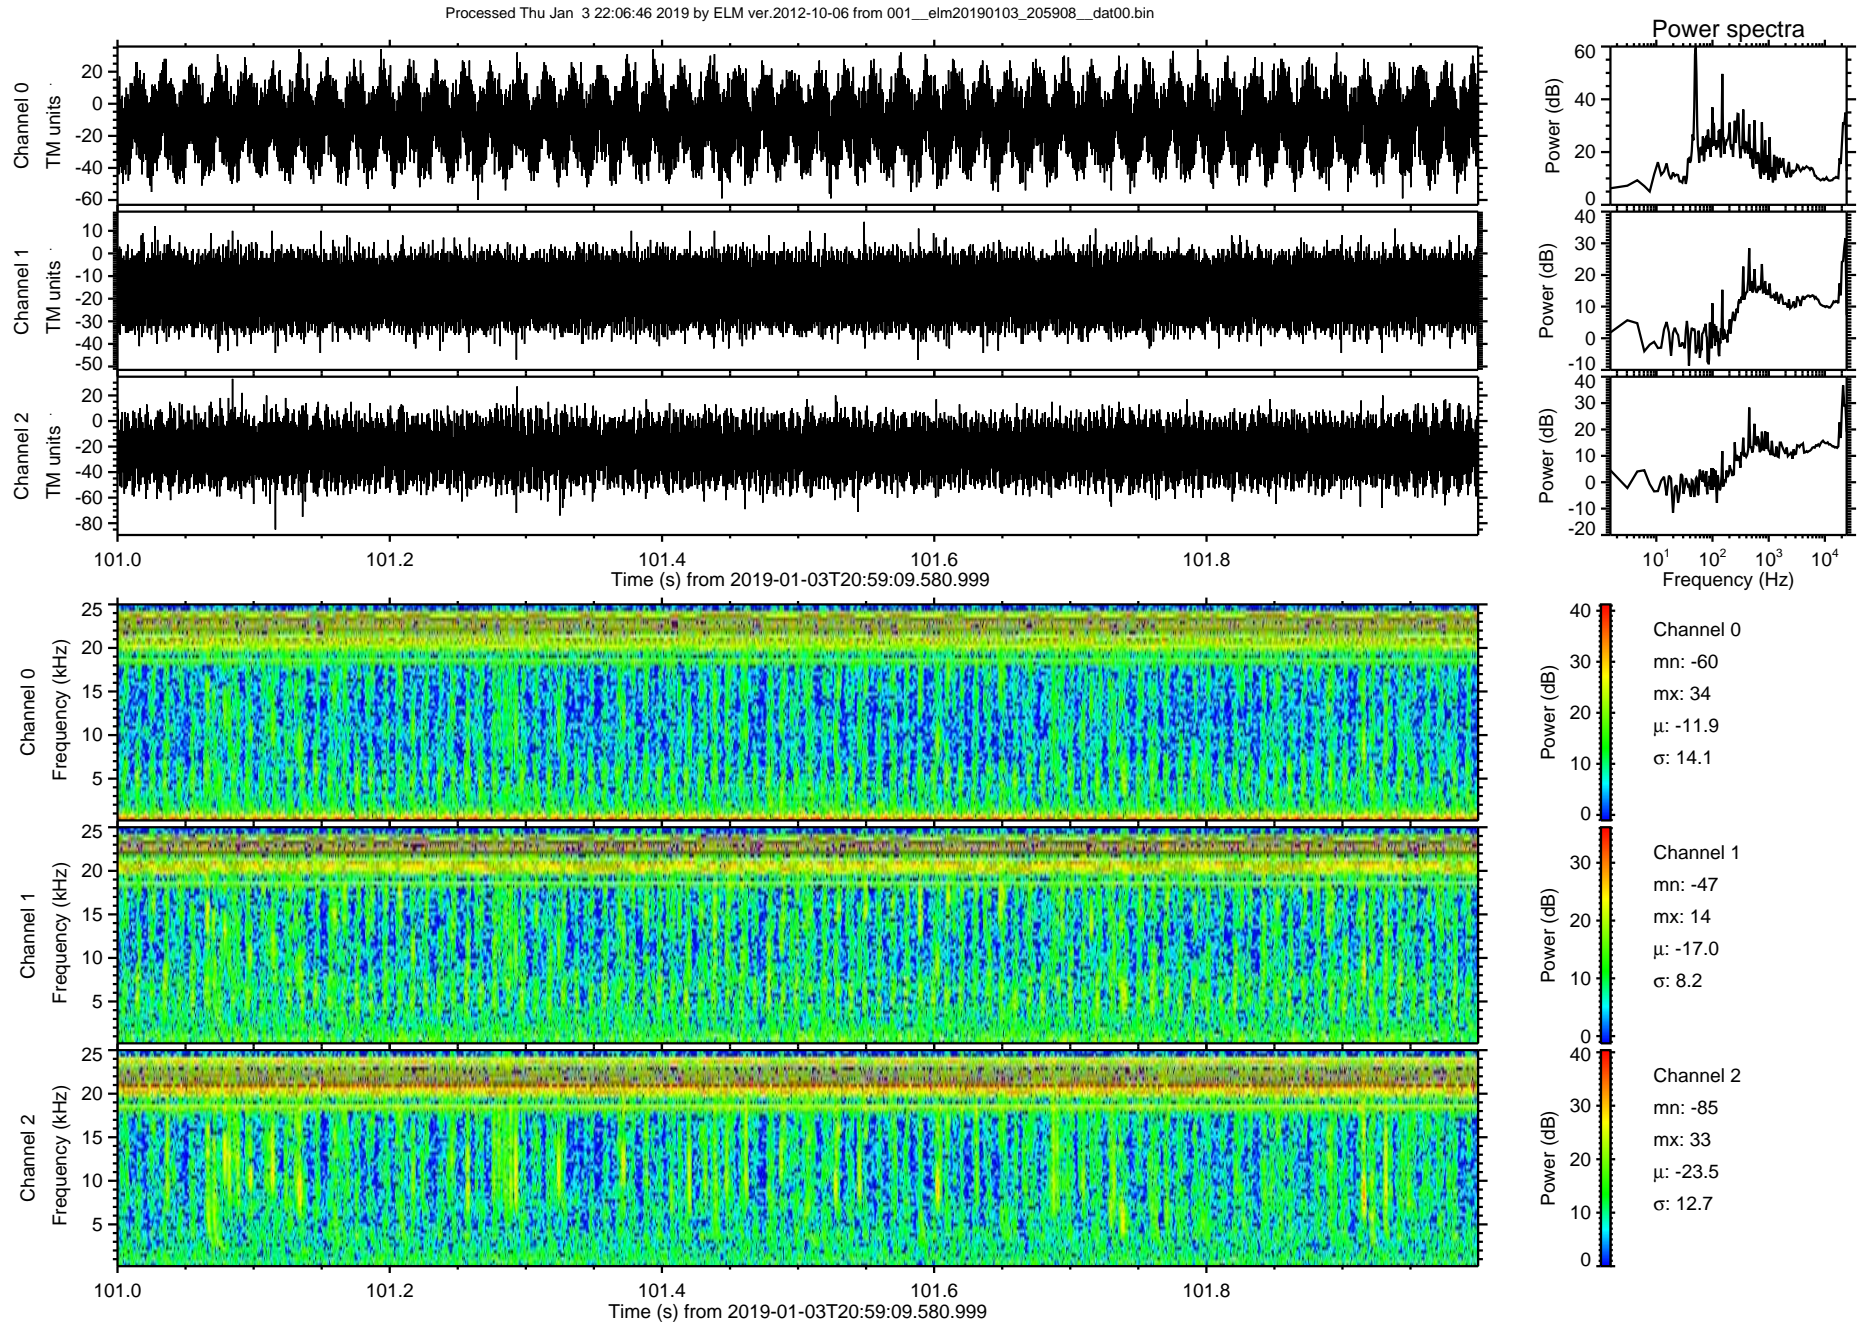 Processed Thu Jan  3 22:06:46 2019 by ELM ver.2012-10-06 from 001__elm20190103_205908__dat00.bin
Power spectra
Channel 0
TM units
20
0
-20
-40
-60
Power (dB)
60
40
20
0
Channel 1
TM units
10
0
-10
-20
-30
-40
-50
Power (dB)
40
30
20
10
0
-10
Channel 2
TM units
20
0
-20
-40
-60
-80
Power (dB)
40
30
20
10
0
-10
-20
101.0 101.2 101.4 101.6 101.8
Time (s) from 2019-01-03T20:59:09.580.999
10¹ 10² 10³ 10⁴
Frequency (Hz)
Channel 0
Frequency (kHz)
25
20
15
10
5
Power (dB)
40
30
20
10
0
Channel 0
mn: -60
mx: 34
μ: -11.9
σ: 14.1
Channel 1
Frequency (kHz)
25
20
15
10
5
Power (dB)
30
20
10
0
Channel 1
mn: -47
mx: 14
μ: -17.0
σ: 8.2
Channel 2
Frequency (kHz)
25
20
15
10
5
Power (dB)
40
30
20
10
0
Channel 2
mn: -85
mx: 33
μ: -23.5
σ: 12.7
101.0 101.2 101.4 101.6 101.8
Time (s) from 2019-01-03T20:59:09.580.999